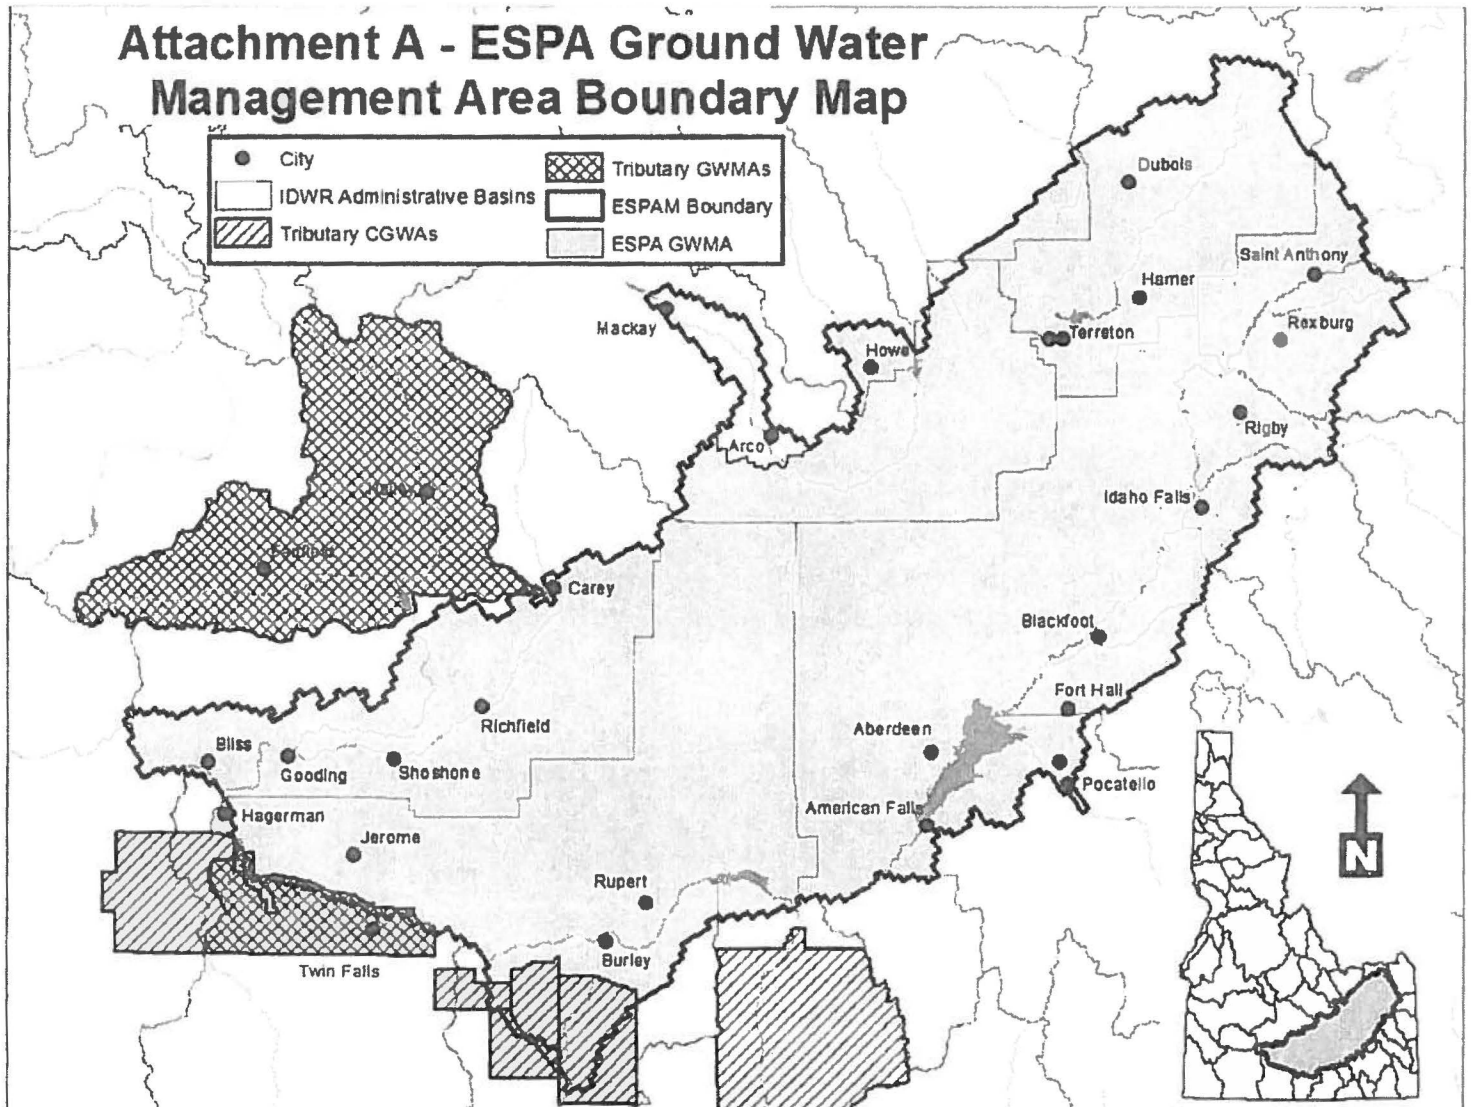 Attachment A - ESPA Ground Water
Management Area Boundary Map
City
IDWR Administrative Basins
Tributary CGWAs
Tributary GWMAs
ESPAM Boundary
ESPA GWMA
Dubois
Saint Anthony
Hamer
Mackay
Terreton
Rexburg
Howe
Rigby
Arco
Idaho Falls
Fairfield
Carey
Blackfoot
Fort Hall
Richfield
Aberdeen
Bliss
Gooding
Shoshone
Pocatello
American Falls
Hagerman
Jerome
N
Rupert
Burley
Twin Falls